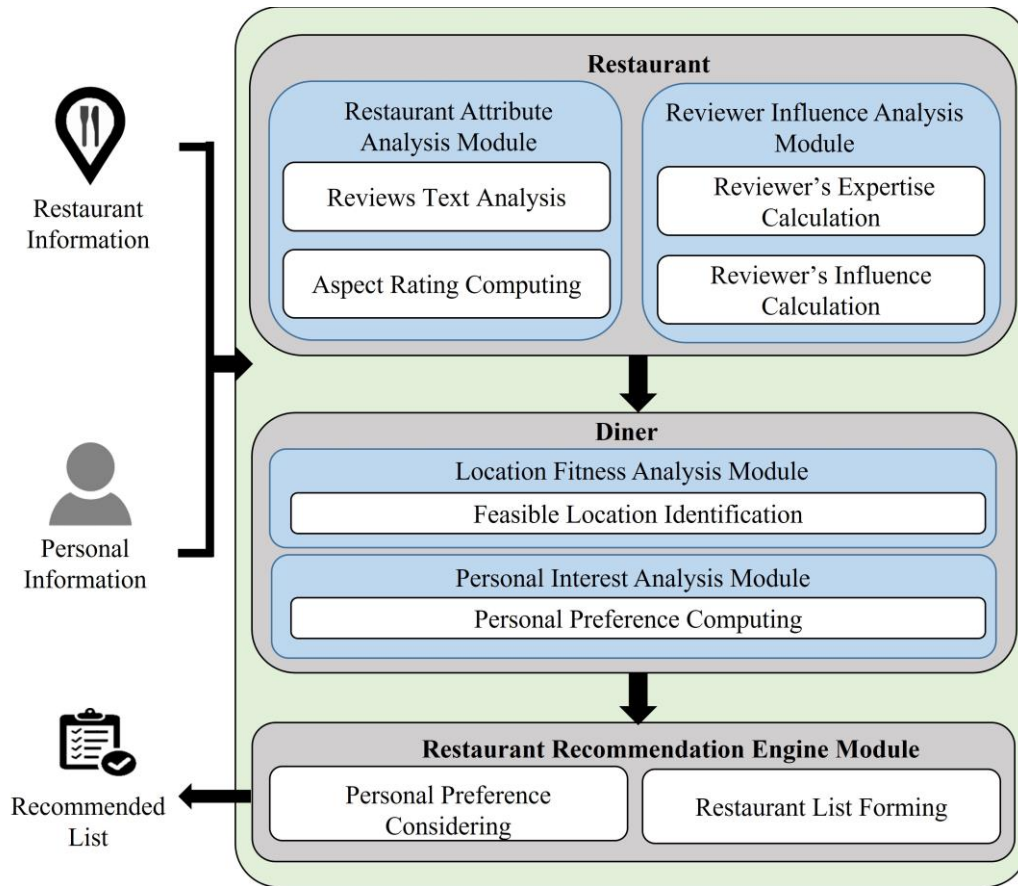 Restaurant
Information
Personal
Information
Recommended
List
Restaurant
Restaurant Attribute
Analysis Module
Reviews Text Analysis
Aspect Rating Computing
Reviewer Influence Analysis
Module
Reviewer’s Expertise
Calculation
Reviewer’s Influence
Calculation
Diner
Location Fitness Analysis Module
Feasible Location Identification
Personal Interest Analysis Module
Personal Preference Computing
Restaurant Recommendation Engine Module
Personal Preference
Considering
Restaurant List Forming